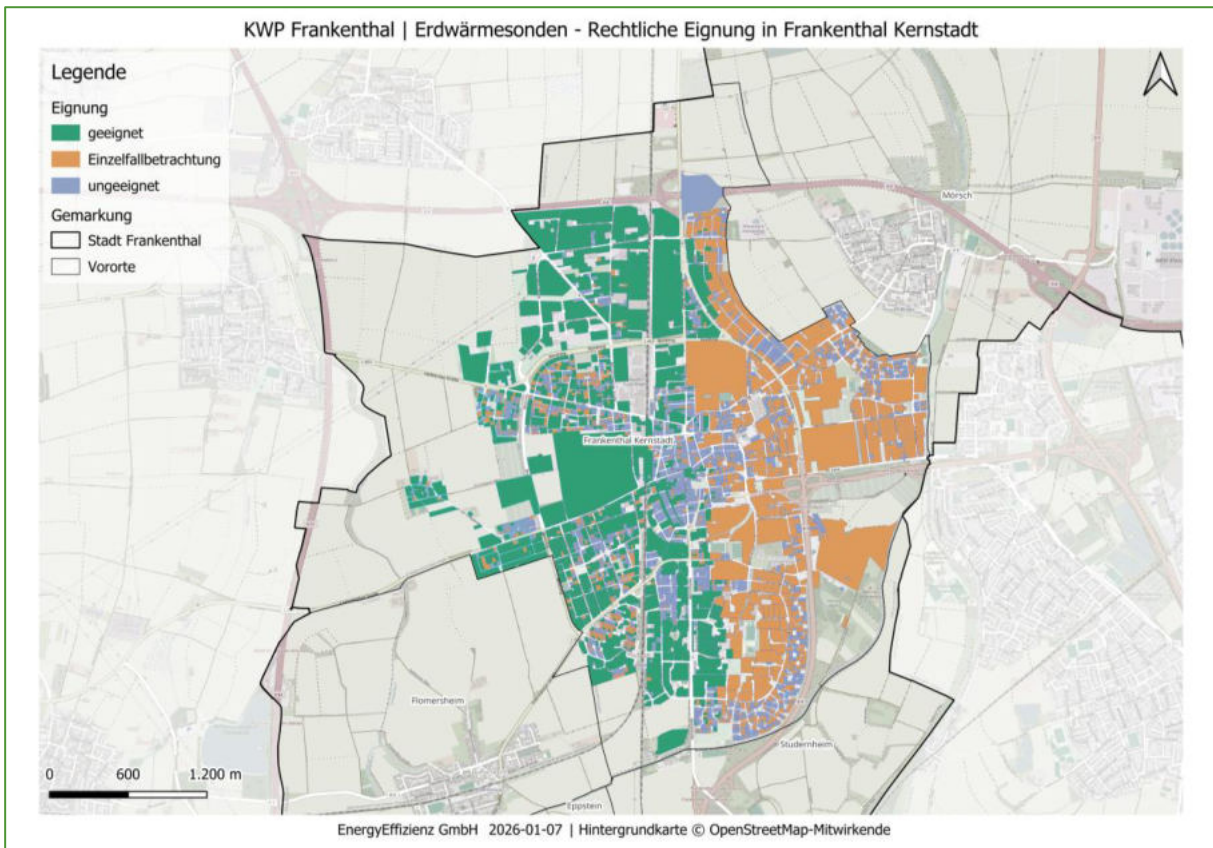 KWP Frankenthal | Erdwärmesonden - Rechtliche Eignung in Frankenthal Kernstadt
Legende
Eignung
geeignet
Einzelfallbetrachtung
ungeeignet
Gemarkung
Stadt Frankenthal
Vororte
Mörsch
Frankenthal Kernstadt
Flomersheim
Studernheim
Eppstein
0 600 1.200 m
EnergyEffizienz GmbH 2026-01-07 | Hintergrundkarte © OpenStreetMap-Mitwirkende